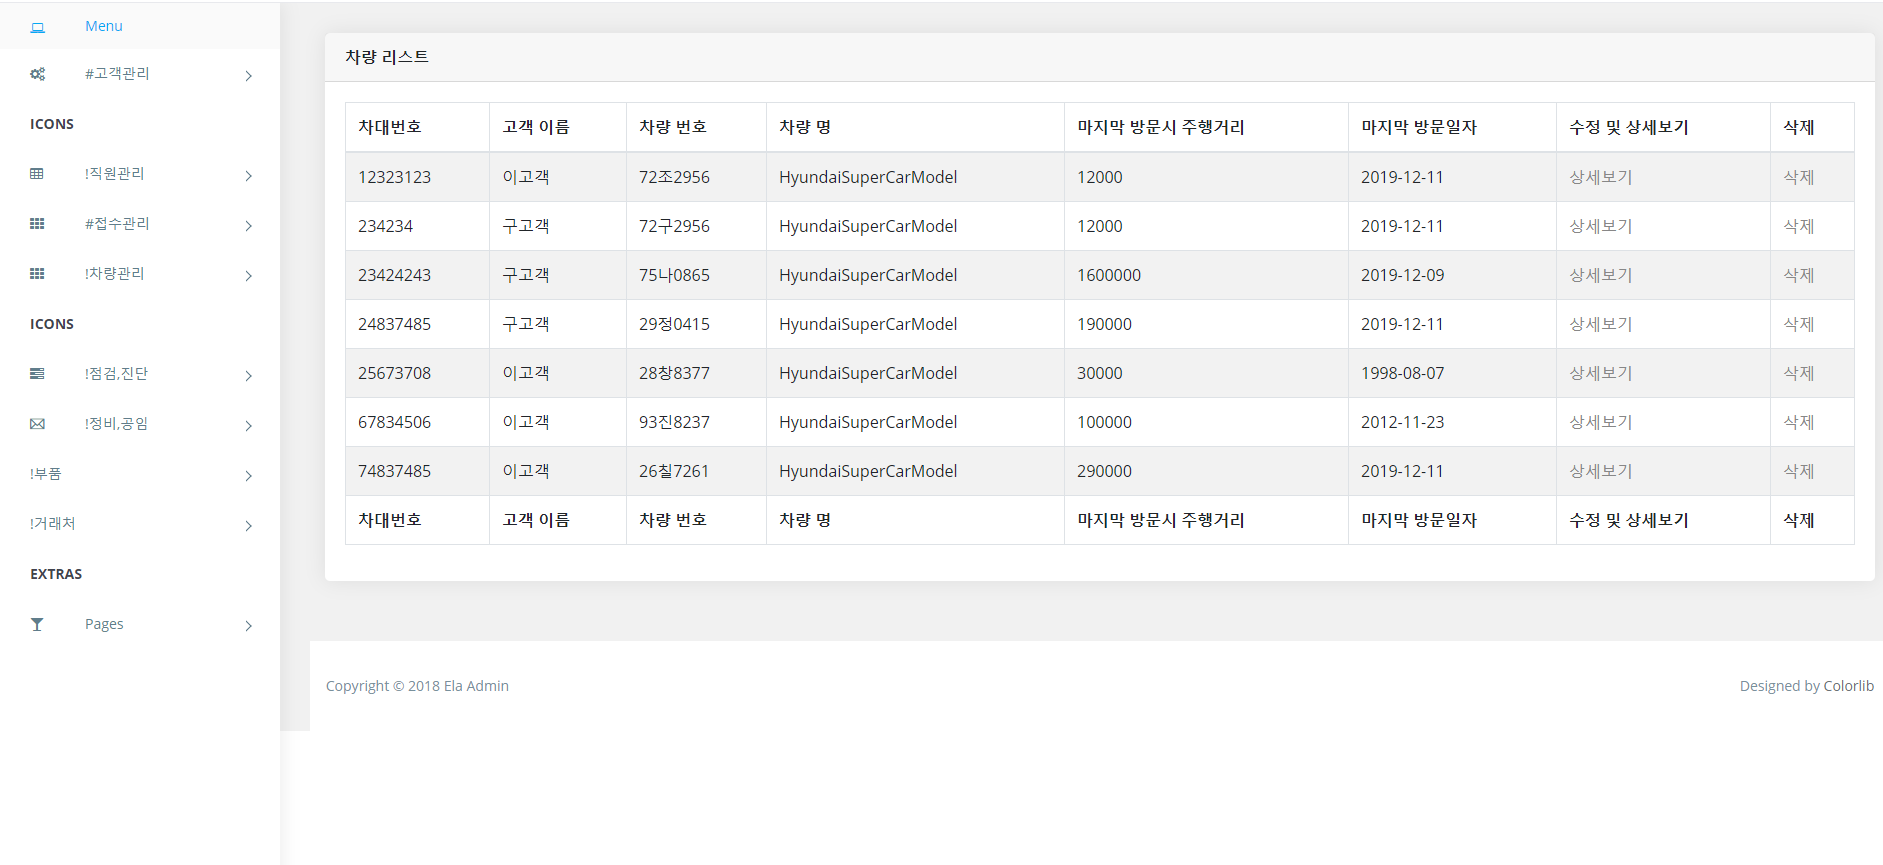 Menu
#고객관리
ICONS
!직원관리
#접수관리
!차량관리
ICONS
!점검,진단
!정비,공임
!부품
!거래처
EXTRAS
Pages
차량 리스트
차대번호 고객 이름 차량 번호 차량 명 마지막 방문시 주행거리 마지막 방문일자 수정 및 상세보기 삭제
12323123 이고객 72조2956 HyundaiSuperCarModel 12000 2019-12-11 상세보기 삭제
234234 구고객 72구2956 HyundaiSuperCarModel 12000 2019-12-11 상세보기 삭제
23424243 구고객 75나0865 HyundaiSuperCarModel 1600000 2019-12-09 상세보기 삭제
24837485 구고객 29정0415 HyundaiSuperCarModel 190000 2019-12-11 상세보기 삭제
25673708 이고객 28창8377 HyundaiSuperCarModel 30000 1998-08-07 상세보기 삭제
67834506 이고객 93진8237 HyundaiSuperCarModel 100000 2012-11-23 상세보기 삭제
74837485 이고객 26칠7261 HyundaiSuperCarModel 290000 2019-12-11 상세보기 삭제
차대번호 고객 이름 차량 번호 차량 명 마지막 방문시 주행거리 마지막 방문일자 수정 및 상세보기 삭제
Copyright © 2018 Ela Admin Designed by Colorlib